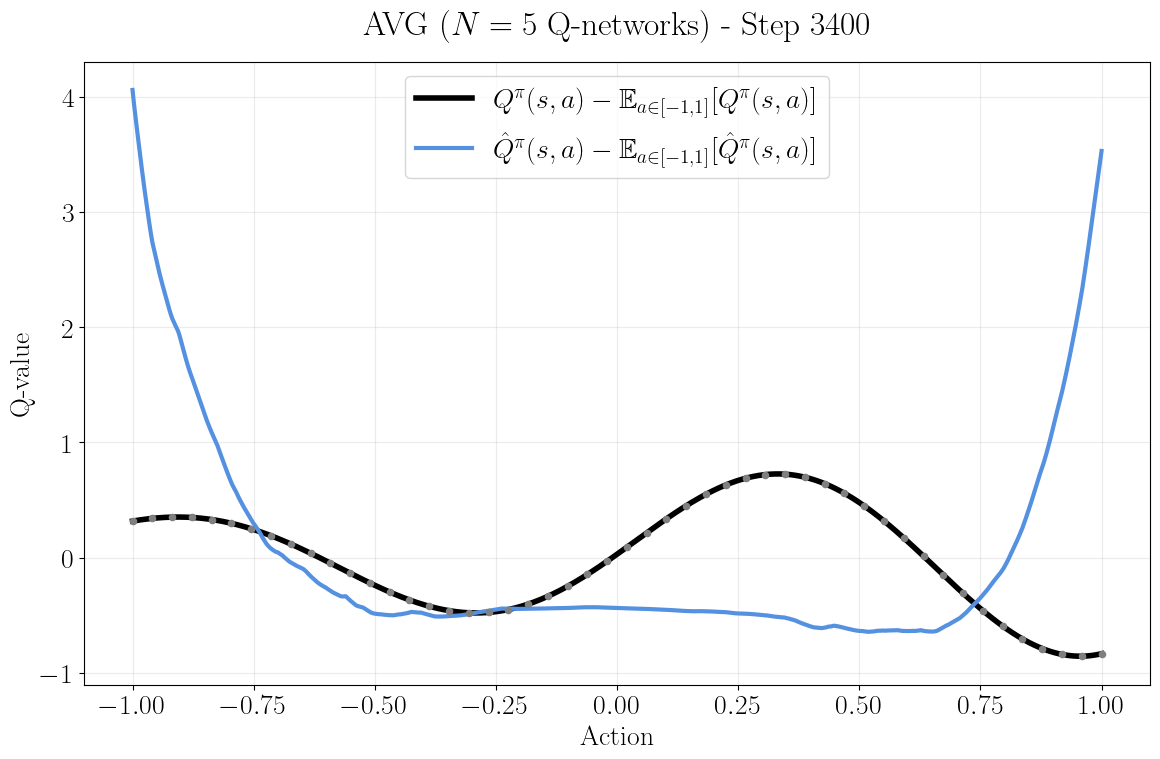 AVG (N = 5 Q-networks) - Step 3400
Q^π(s, a) − 𝔼_{a∈[−1,1]}[Q^π(s, a)]
Q̂^π(s, a) − 𝔼_{a∈[−1,1]}[Q̂^π(s, a)]
Q-value
4
3
2
1
0
−1
−1.00 −0.75 −0.50 −0.25 0.00 0.25 0.50 0.75 1.00
Action